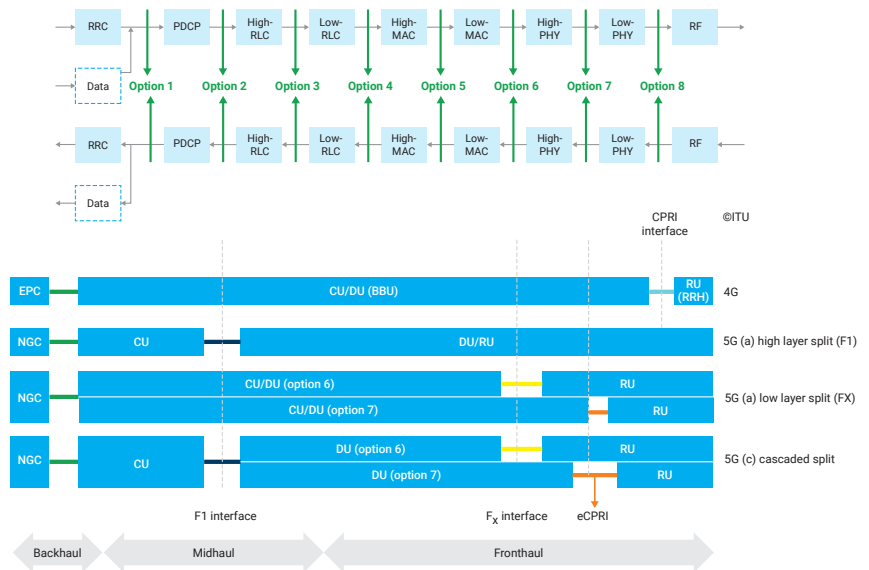 RRC
PDCP
High-
RLC
Low-
RLC
High-
MAC
Low-
MAC
High-
PHY
Low-
PHY
RF
Data
Option 1
Option 2
Option 3
Option 4
Option 5
Option 6
Option 7
Option 8
RRC
PDCP
High-
RLC
Low-
RLC
High-
MAC
Low-
MAC
High-
PHY
Low-
PHY
RF
Data
CPRI
interface
©ITU
EPC
CU/DU (BBU)
RU
(RRH)
4G
NGC
CU
DU/RU
5G (a) high layer split (F1)
NGC
CU/DU (option 6)
RU
CU/DU (option 7)
RU
5G (a) low layer split (FX)
NGC
CU
DU (option 6)
RU
DU (option 7)
RU
5G (c) cascaded split
F1 interface
FX interface
eCPRI
Backhaul
Midhaul
Fronthaul